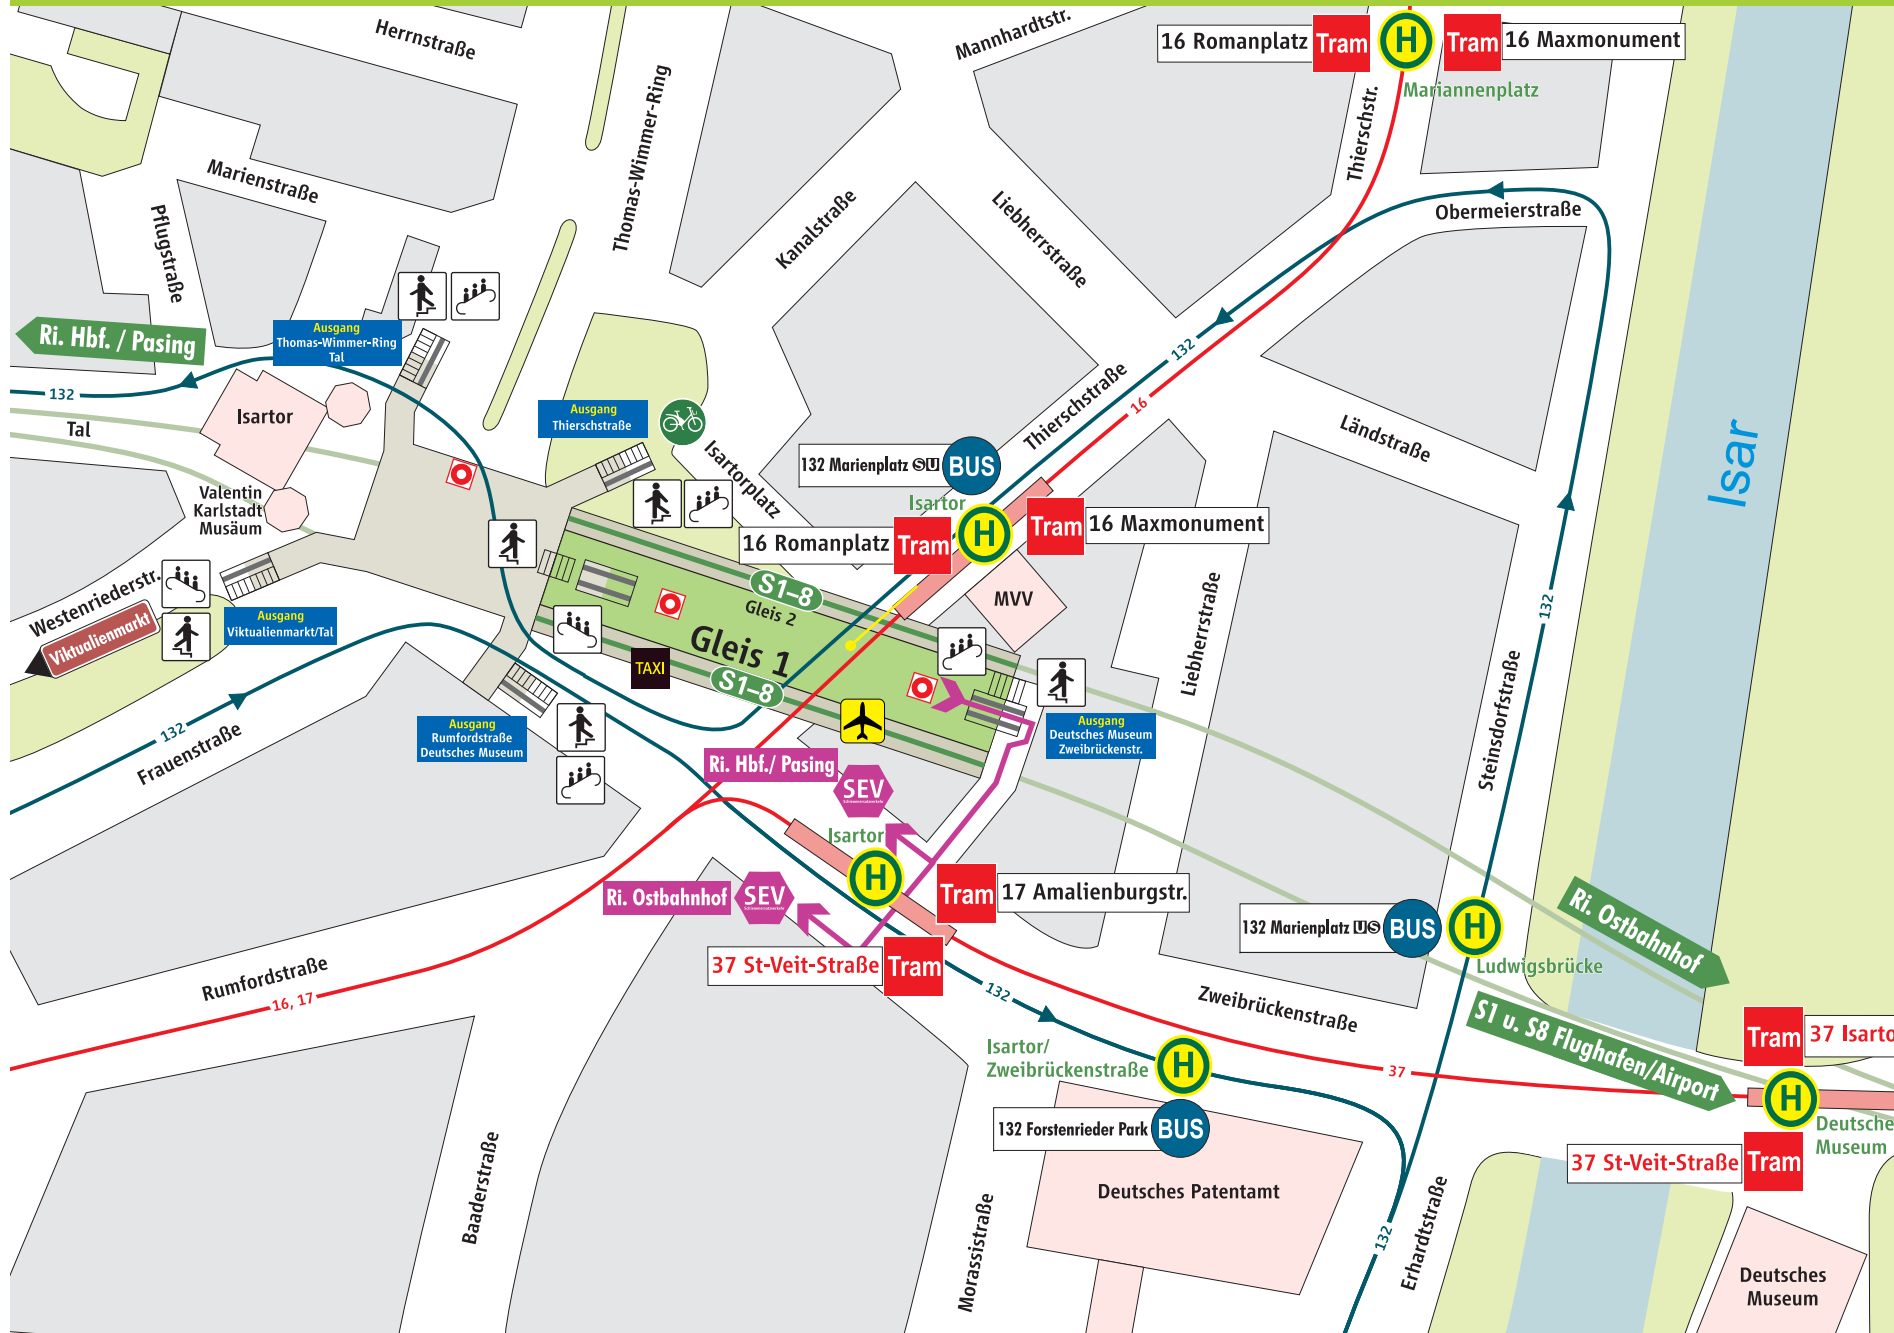 Herrnstraße
Mannhardtstr.
16 Romanplatz
Tram
H
Tram
16 Maxmonument
Mariannenplatz
Thomas-Wimmer-Ring
Thierschstr.
Marienstraße
Pflugstraße
Kanalstraße
Liebherrstraße
Obermeierstraße
Ri. Hbf. / Pasing
Ausgang
Thomas-Wimmer-Ring
Tal
132
132
16
Thierschstraße
Isartor
Tal
Ausgang
Thierschstraße
Isartorplatz
Ländstraße
Isar
132 Marienplatz S U
BUS
Isartor
Valentin
Karlstadt
Musäum
16 Romanplatz
Tram
H
Tram
16 Maxmonument
Westenriederstr.
Viktualienmarkt
Ausgang
Viktualienmarkt/Tal
S1–8
Gleis 2
Gleis 1
S1–8
MVV
TAXI
Liebherrstraße
132
Steinsdorfstraße
132
Frauenstraße
Ausgang
Rumfordstraße
Deutsches Museum
Ausgang
Deutsches Museum
Zweibrückenstr.
Ri. Hbf./ Pasing
SEV
Isartor
H
Tram
17 Amalienburgstr.
Ri. Ostbahnhof
SEV
37 St-Veit-Straße
Tram
132 Marienplatz U S
BUS
H
Ludwigsbrücke
Ri. Ostbahnhof
Rumfordstraße
16, 17
132
Zweibrückenstraße
S1 u. S8 Flughafen/Airport
Tram
37 Isarto
Isartor/
Zweibrückenstraße
H
37
H
Deutsche
Museum
132 Forstenrieder Park
BUS
37 St-Veit-Straße
Tram
Baaderstraße
Morassistraße
Deutsches Patentamt
132
Erhardtstraße
Deutsches
Museum